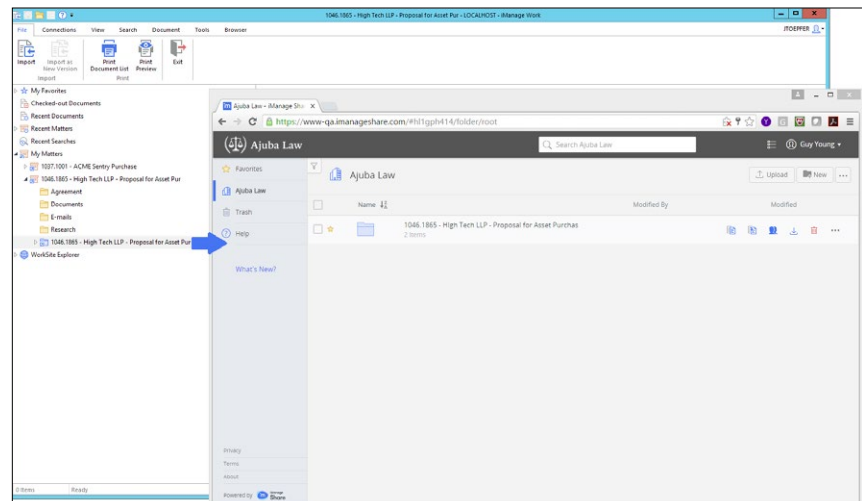 1046.1865 - High Tech LLP - Proposal for Asset Pur - LOCALHOST - iManage Work
File Connections View Search Document Tools Browser
JTOEPFER
Import
Import as New Version
Print Document List
Print Preview
Exit
Import
Print
My Favorites
Checked-out Documents
Recent Documents
Recent Matters
Recent Searches
My Matters
1037.1001 - ACME Sentry Purchase
1046.1865 - High Tech LLP - Proposal for Asset Pur
Agreement
Documents
E-mails
Research
1046.1865 - High Tech LLP - Proposal for Asset Pur
WorkSite Explorer
0 Items Ready
Ajuba Law - iManage Sha
https://www-qa.imanageshare.com/#hl1gph414/folder/root
Ajuba Law
Search Ajuba Law
Guy Young
Favorites
Ajuba Law
Trash
Help
What's New?
Privacy
Terms
About
Powered by iManage Share
Ajuba Law
Upload
New
Name
Modified By
Modified
1046.1865 - High Tech LLP - Proposal for Asset Purchas
2 items